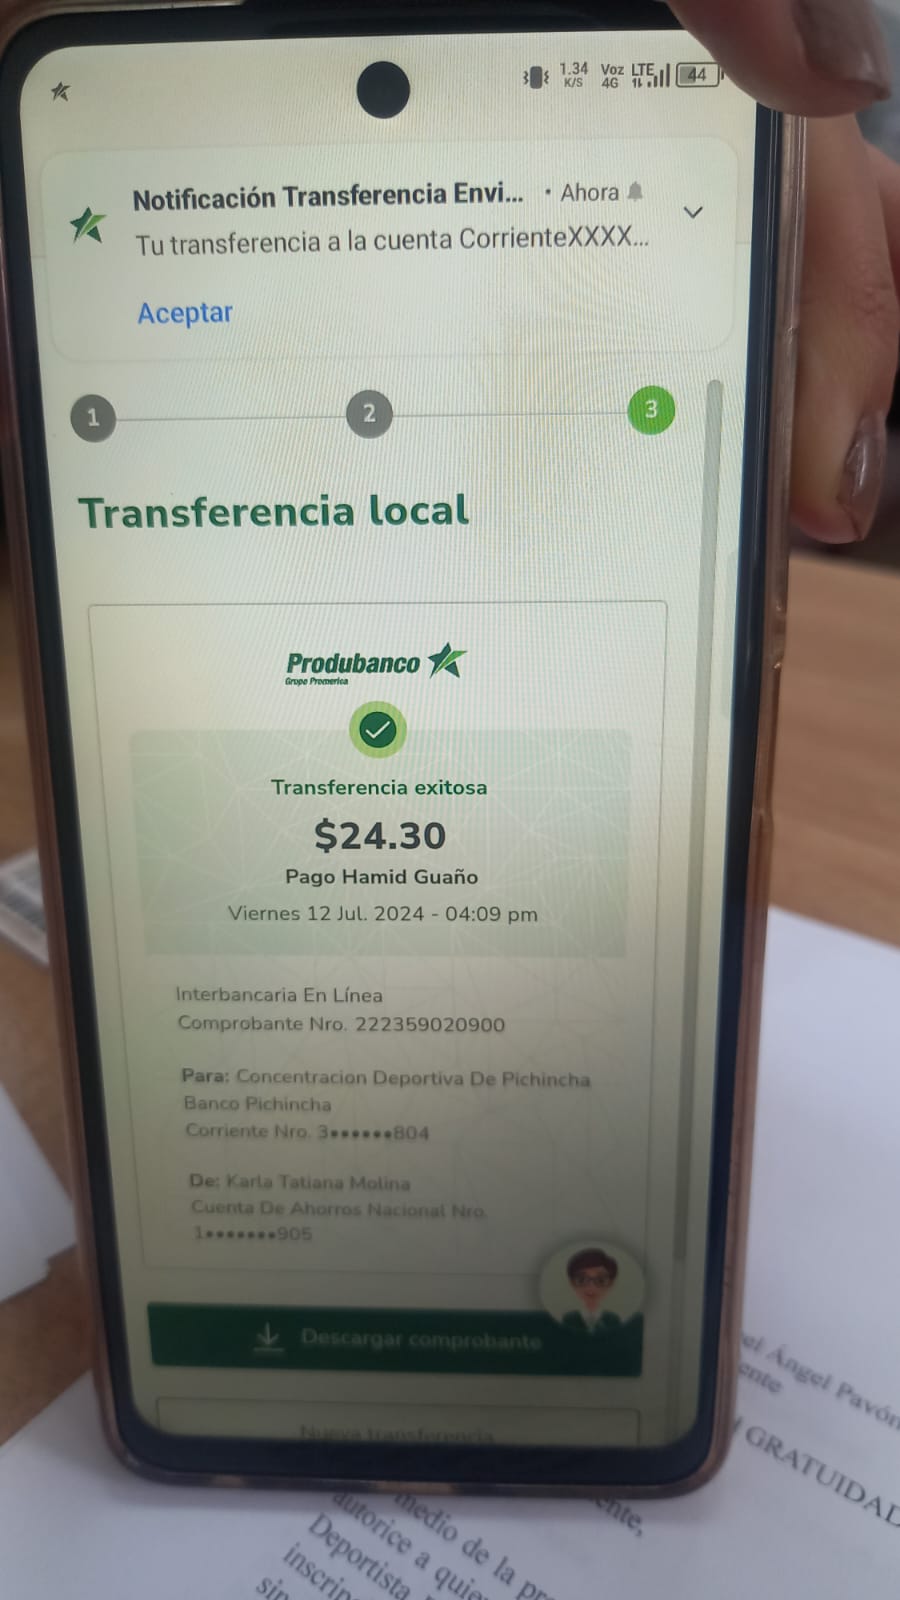 1.34 K/S Voz 4G LTE 44
Notificación Transferencia Envi... • Ahora
Tu transferencia a la cuenta CorrienteXXXX...
Aceptar
1 2 3
Transferencia local
Produbanco
Grupo Promerica
Transferencia exitosa
$24.30
Pago Hamid Guaño
Viernes 12 Jul. 2024 - 04:09 pm
Interbancaria En Línea
Comprobante Nro. 222359020900
Para: Concentracion Deportiva De Pichincha
Banco Pichincha
Corriente Nro. 3••••••804
De: Karla Tatiana Molina
Cuenta De Ahorros Nacional Nro.
1•••••••905
Descargar comprobante
Nueva transferencia
el Ángel Pavón
ente
GRATUIDAD
ente,
medio de la pr
autorice a quie
Deportista
inscrip
sin